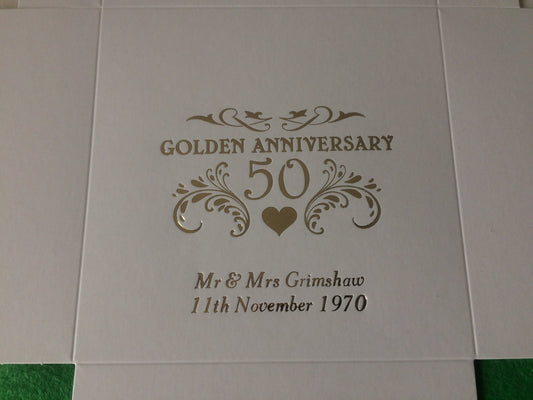 GOLDEN ANNIVERSARY
50
Mr & Mrs Grimshaw
11th November 1970